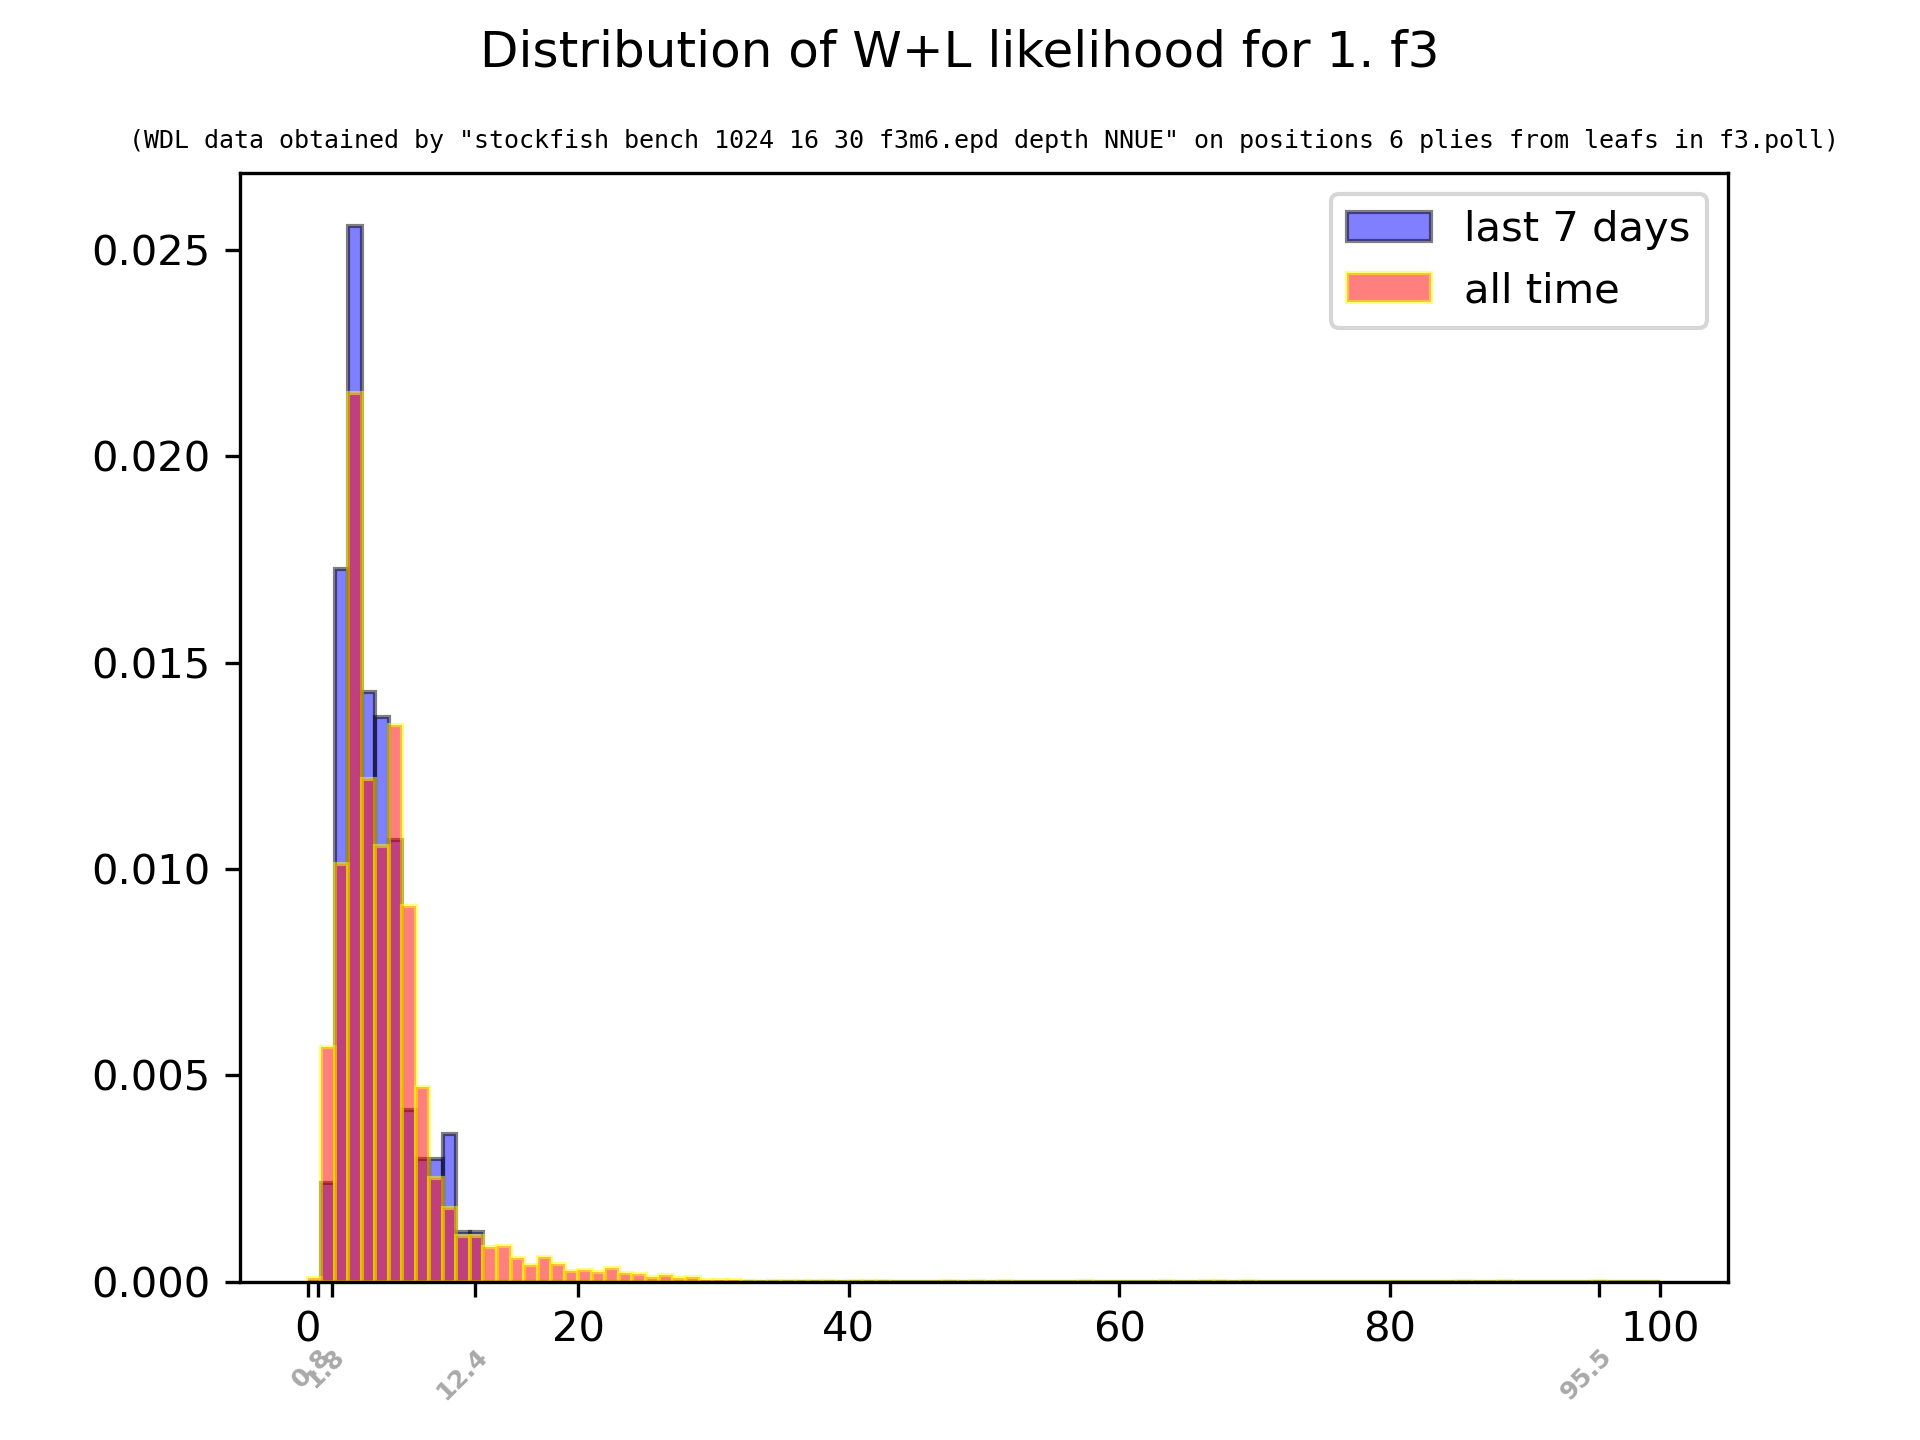 Distribution of W+L likelihood for 1. f3
(WDL data obtained by "stockfish bench 1024 16 30 f3m6.epd depth NNUE" on positions 6 plies from leafs in f3.poll)
last 7 days
all time
0.025
0.020
0.015
0.010
0.005
0.000
0 20 40 60 80 100
0.8 1.8 12.4 95.5